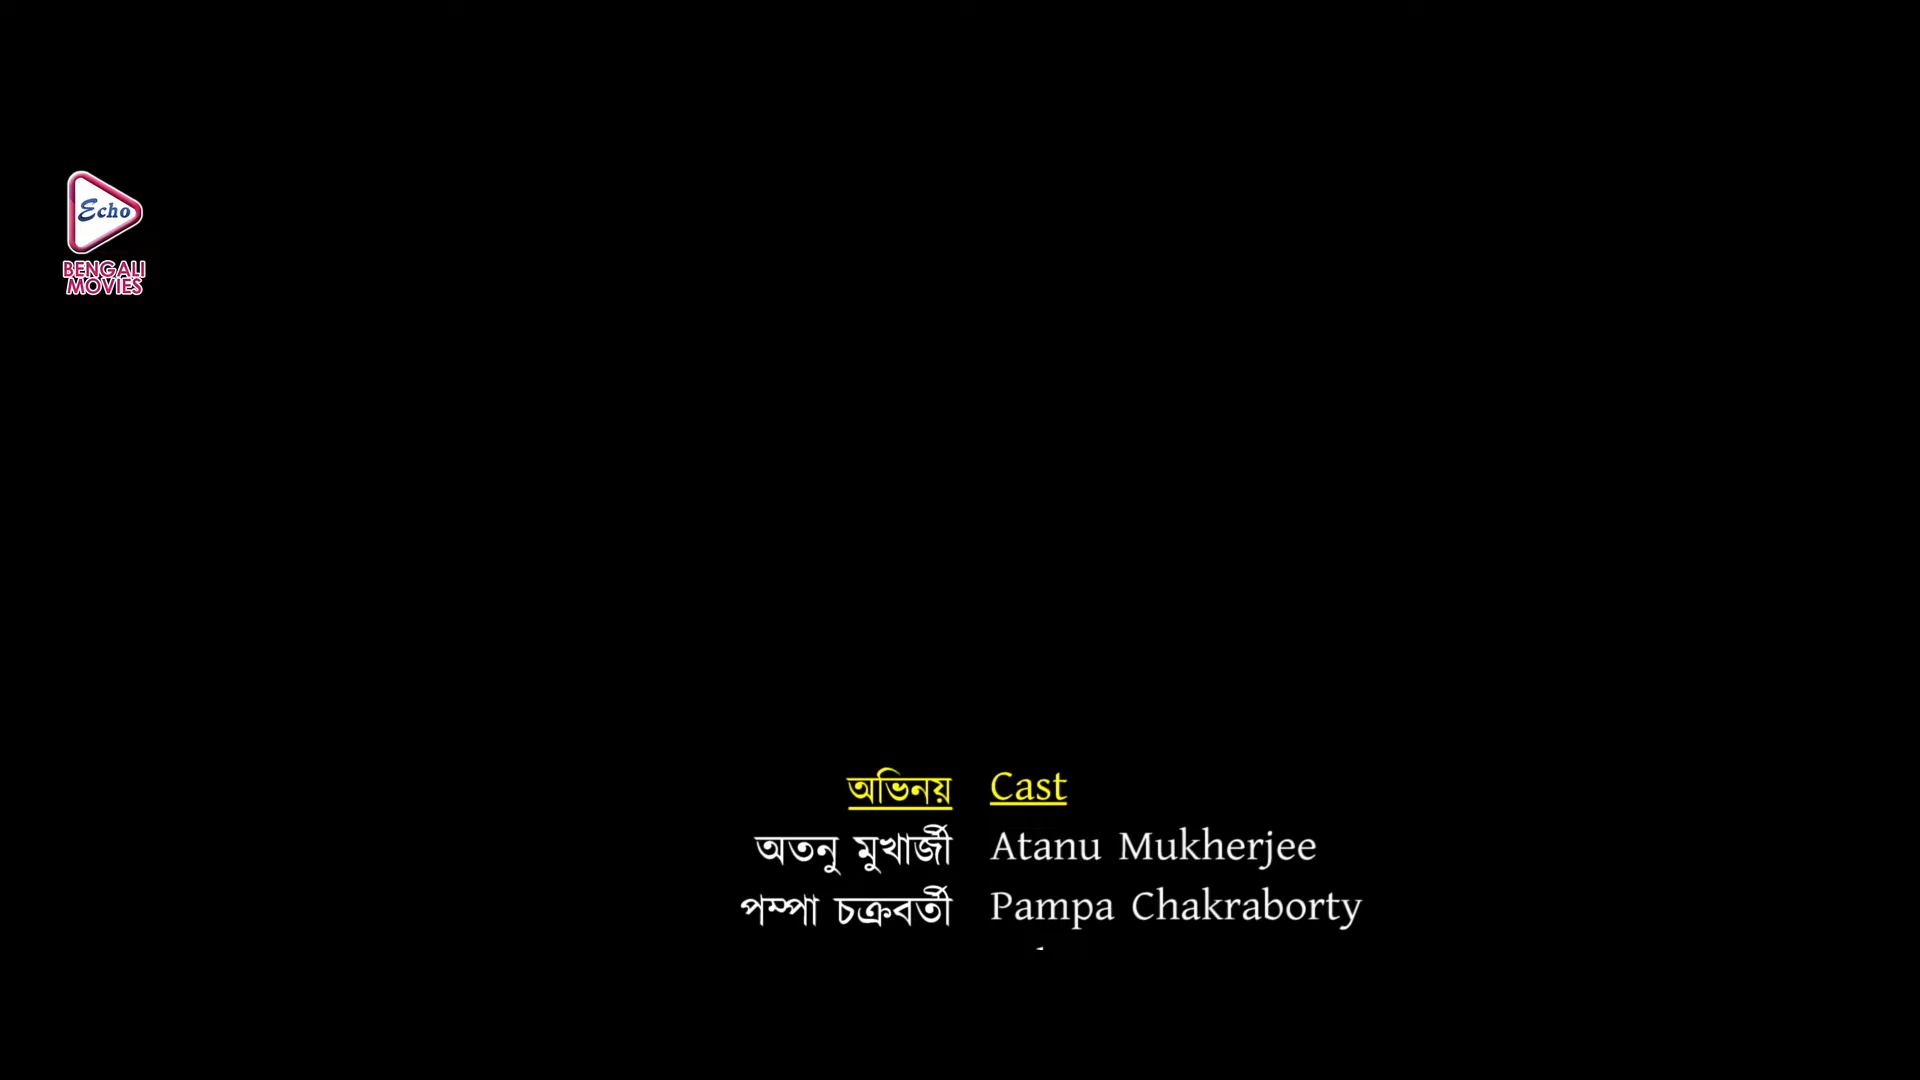 Echo
BENGALI
MOVIES
অভিনয় Cast
অতনু মুখার্জী Atanu Mukherjee
পম্পা চক্রবর্তী Pampa Chakraborty